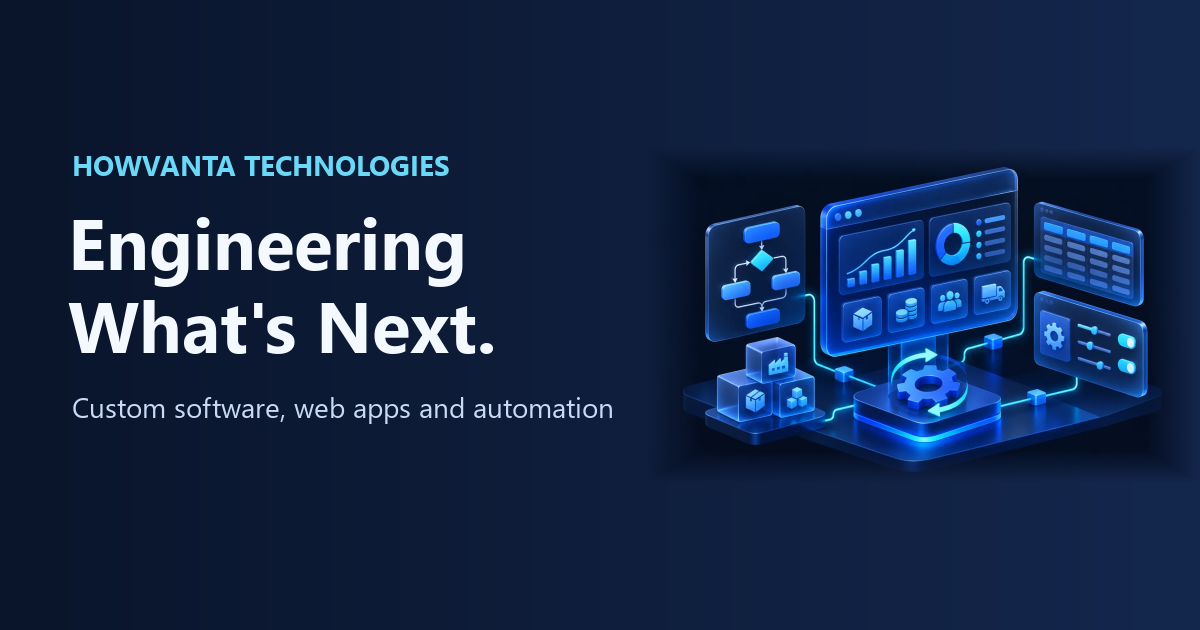 HOWVANTA TECHNOLOGIES
Engineering
What's Next.
Custom software, web apps and automation